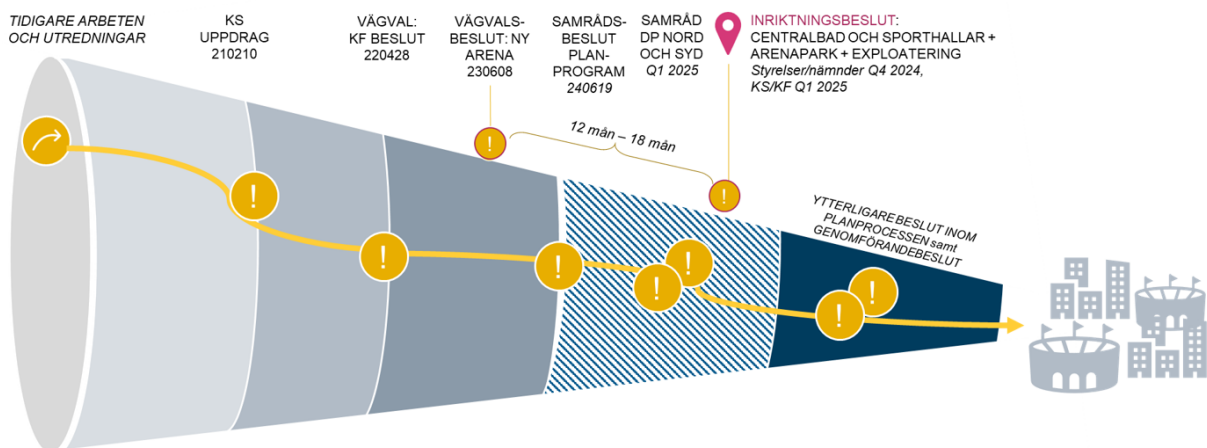 TIDIGARE ARBETEN
OCH UTREDNINGAR
KS
UPPDRAG
210210
VÄGVAL:
KF BESLUT
220428
VÄGVALS-
BESLUT: NY
ARENA
230608
SAMRÅDS-
BESLUT
PLAN-
PROGRAM
240619
SAMRÅD
DP NORD
OCH SYD
Q1 2025
INRIKTNINGSBESLUT:
CENTRALBAD OCH SPORTHALLAR +
ARENAPARK + EXPLOATERING
Styrelser/nämnder Q4 2024,
KS/KF Q1 2025
12 mån – 18 mån
YTTERLIGARE BESLUT INOM
PLANPROCESSEN samt
GENOMFÖRANDEBESLUT
!
!
!
!
!
!
!
!
!